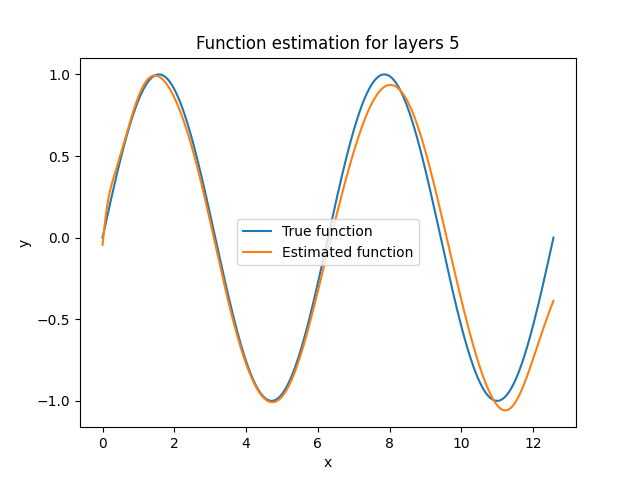 Function estimation for layers 5
1.0
0.5
0.0
−0.5
−1.0
y
True function
Estimated function
0 2 4 6 8 10 12
x